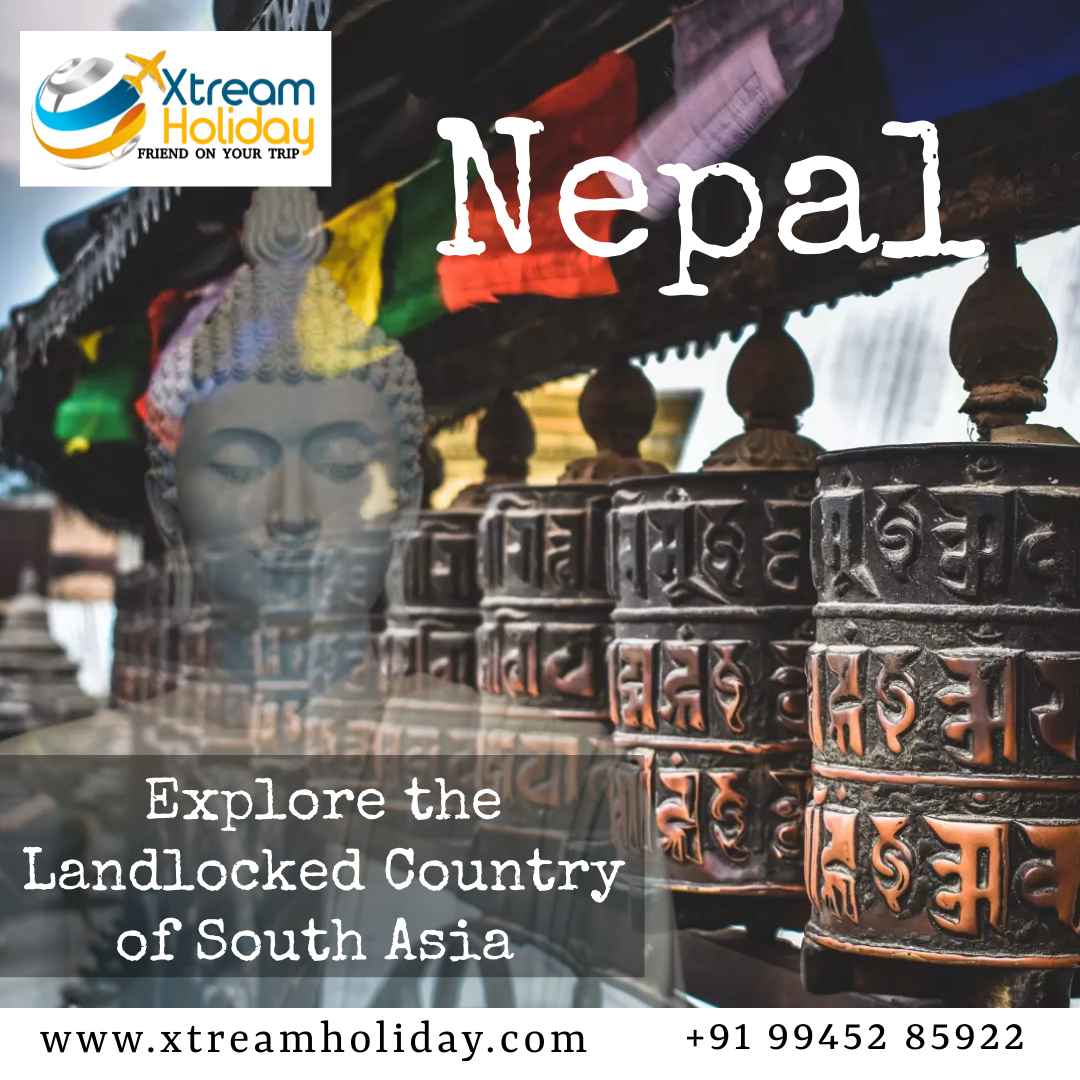 Xtream
Holiday
FRIEND ON YOUR TRIP
Nepal
Explore the
Landlocked Country
of South Asia
www.xtreamholiday.com
+91 99452 85922